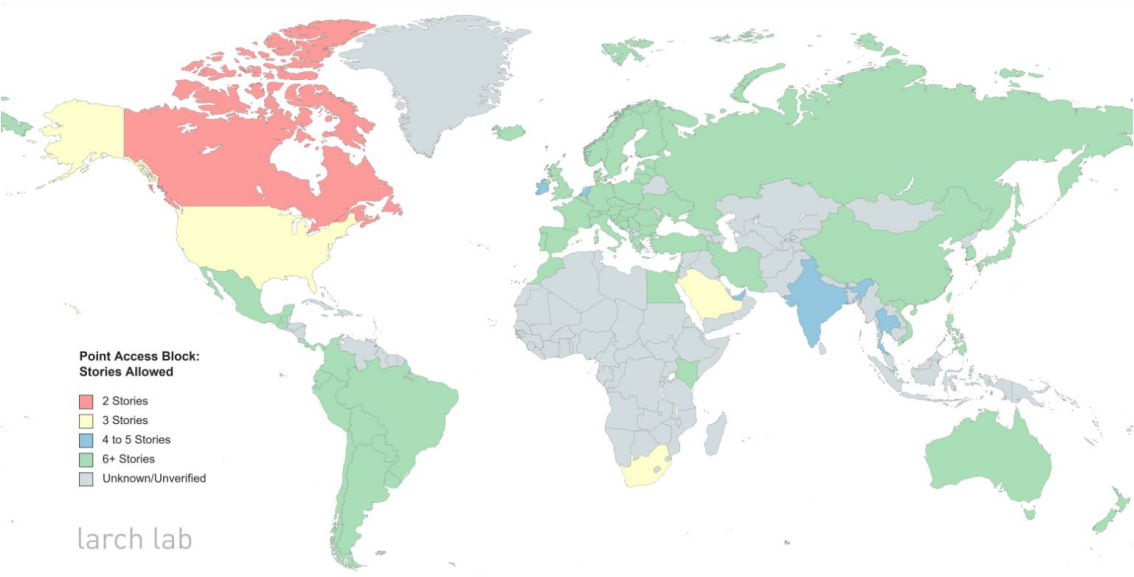 Point Access Block:
Stories Allowed
2 Stories
3 Stories
4 to 5 Stories
6+ Stories
Unknown/Unverified
larch lab